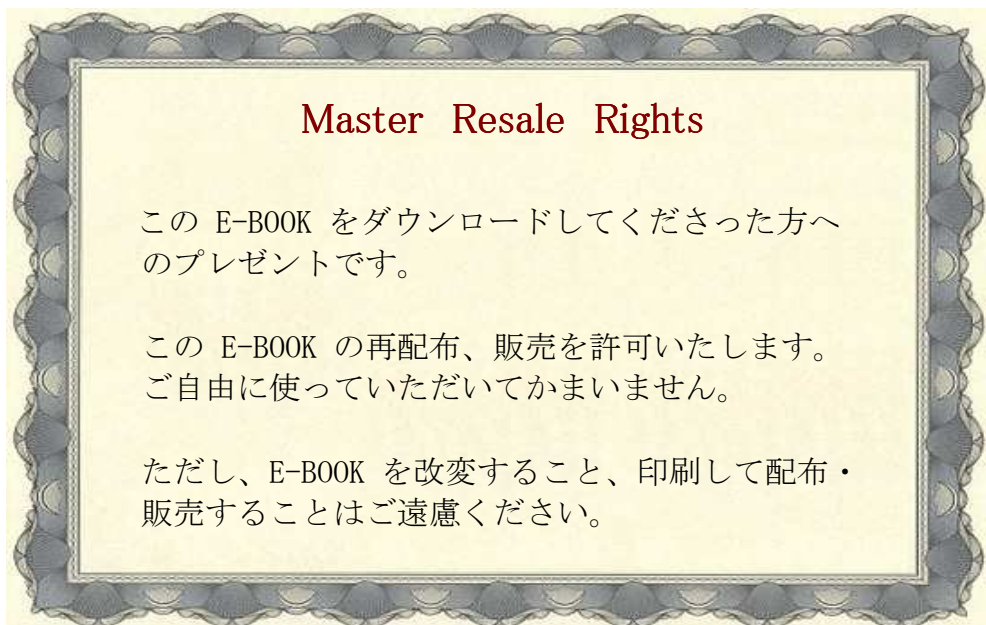 Master Resale Rights
この E-BOOK をダウンロードしてくださった方へ
のプレゼントです。
この E-BOOK の再配布、販売を許可いたします。
ご自由に使っていただいてかまいません。
ただし、E-BOOK を改変すること、印刷して配布・
販売することはご遠慮ください。